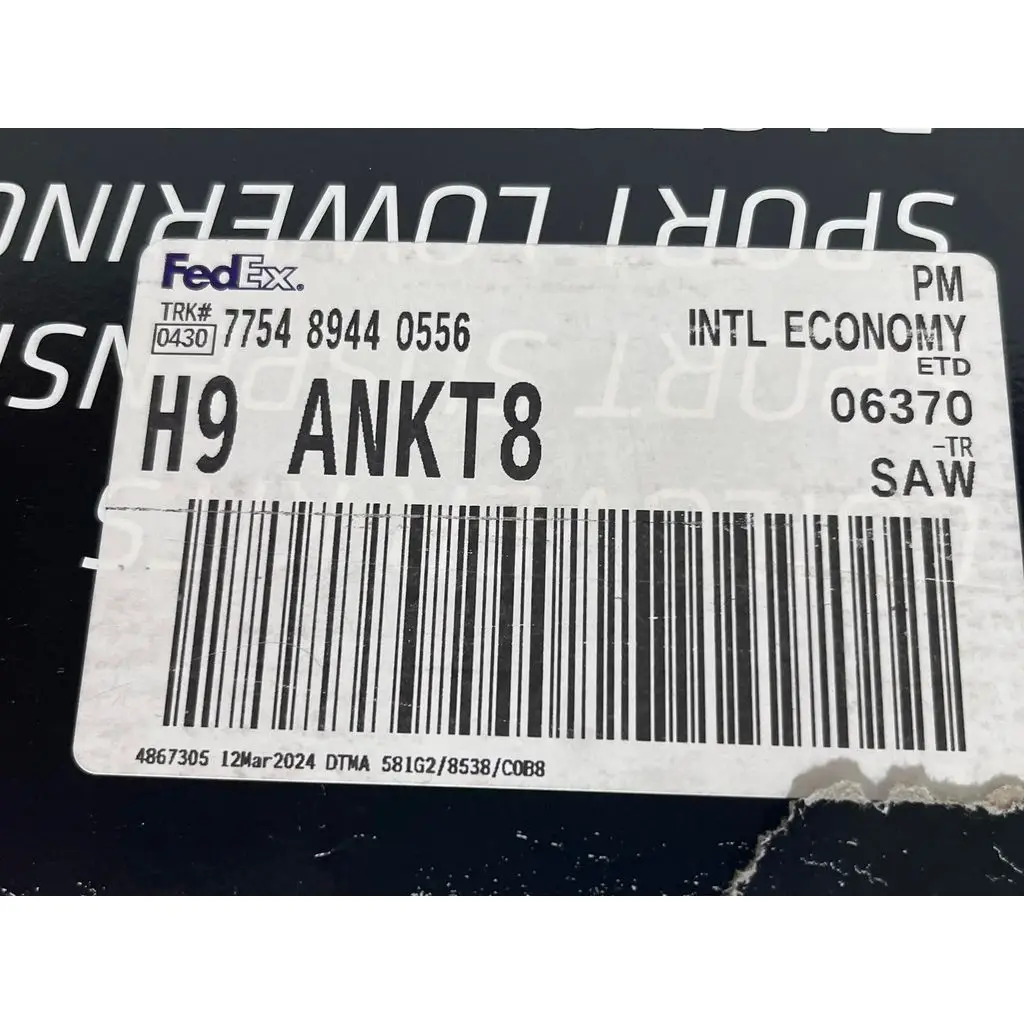 SPORT LOWERING
FedEx.
PM
TRK#
0430
7754 8944 0556
INTL ECONOMY
ETD
H9 ANKT8
06370
-TR
SAW
4867305 12Mar2024 DTMA 581G2/8538/C0B8